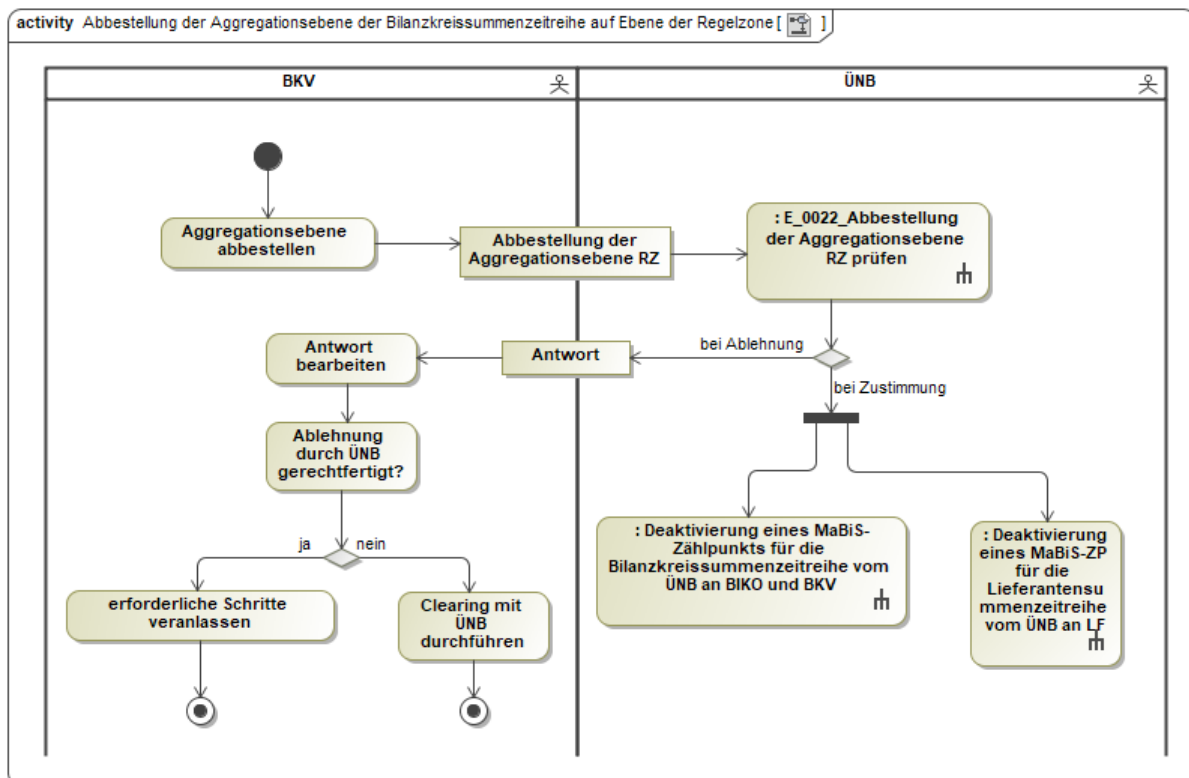 activity Abbestellung der Aggregationsebene der Bilanzkreissummenzeitreihe auf Ebene der Regelzone [ ]
BKV
ÜNB
Aggregationsebene
abbestellen
Abbestellung der
Aggregationsebene RZ
: E_0022_Abbestellung
der Aggregationsebene
RZ prüfen
bei Ablehnung
Antwort
Antwort
bearbeiten
bei Zustimmung
Ablehnung
durch ÜNB
gerechtfertigt?
ja
nein
: Deaktivierung eines MaBiS-
Zählpunkts für die
Bilanzkreissummenzeitreihe vom
ÜNB an BIKO und BKV
: Deaktivierung
eines MaBiS-ZP
für die
Lieferantensu
mmenzeitreihe
vom ÜNB an LF
erforderliche Schritte
veranlassen
Clearing mit
ÜNB
durchführen